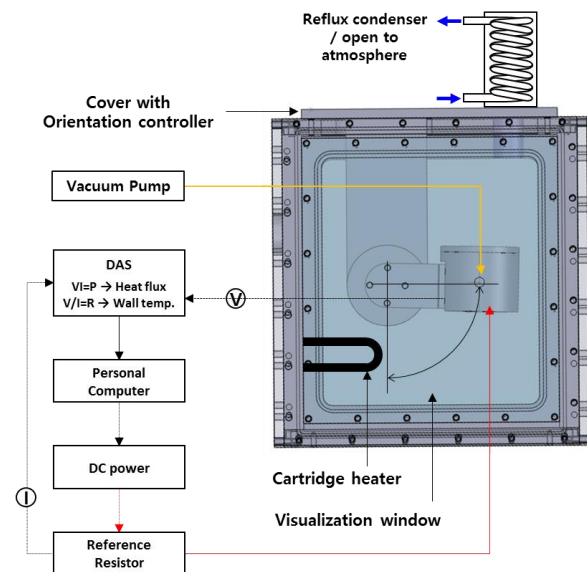 Reflux condenser
/ open to
atmosphere
Cover with
Orientation controller
Vacuum Pump
DAS
VI=P → Heat flux
V/I=R → Wall temp.
V
Personal
Computer
DC power
Cartridge heater
I
Visualization window
Reference
Resistor